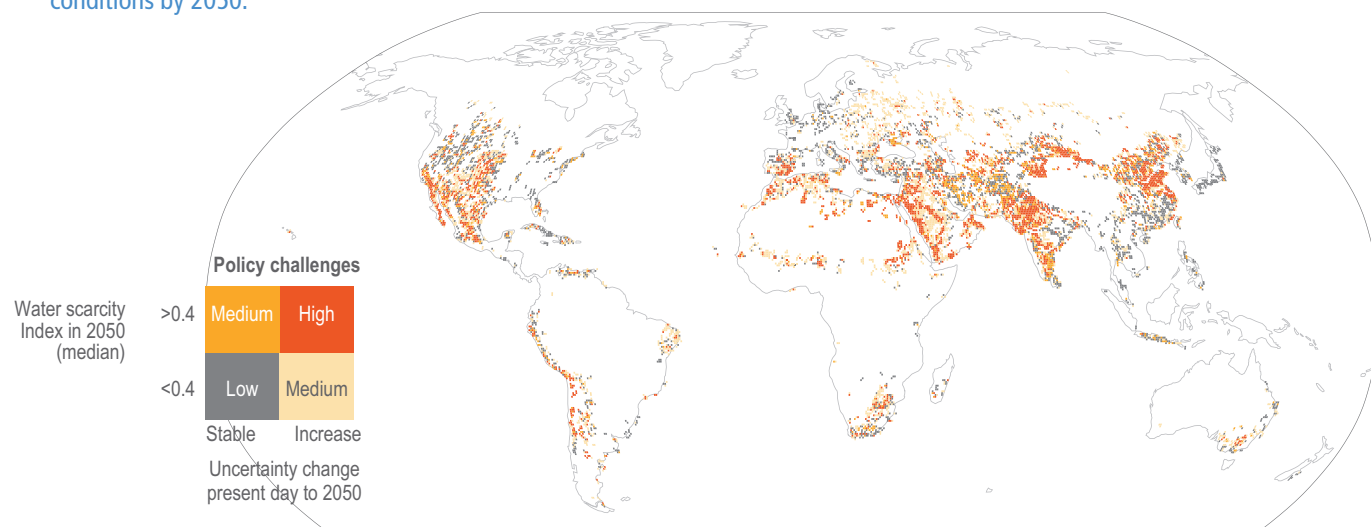 conditions by 2050.
Policy challenges
Water scarcity
Index in 2050
(median)
>0.4
Medium
High
<0.4
Low
Medium
Stable
Increase
Uncertainty change
present day to 2050